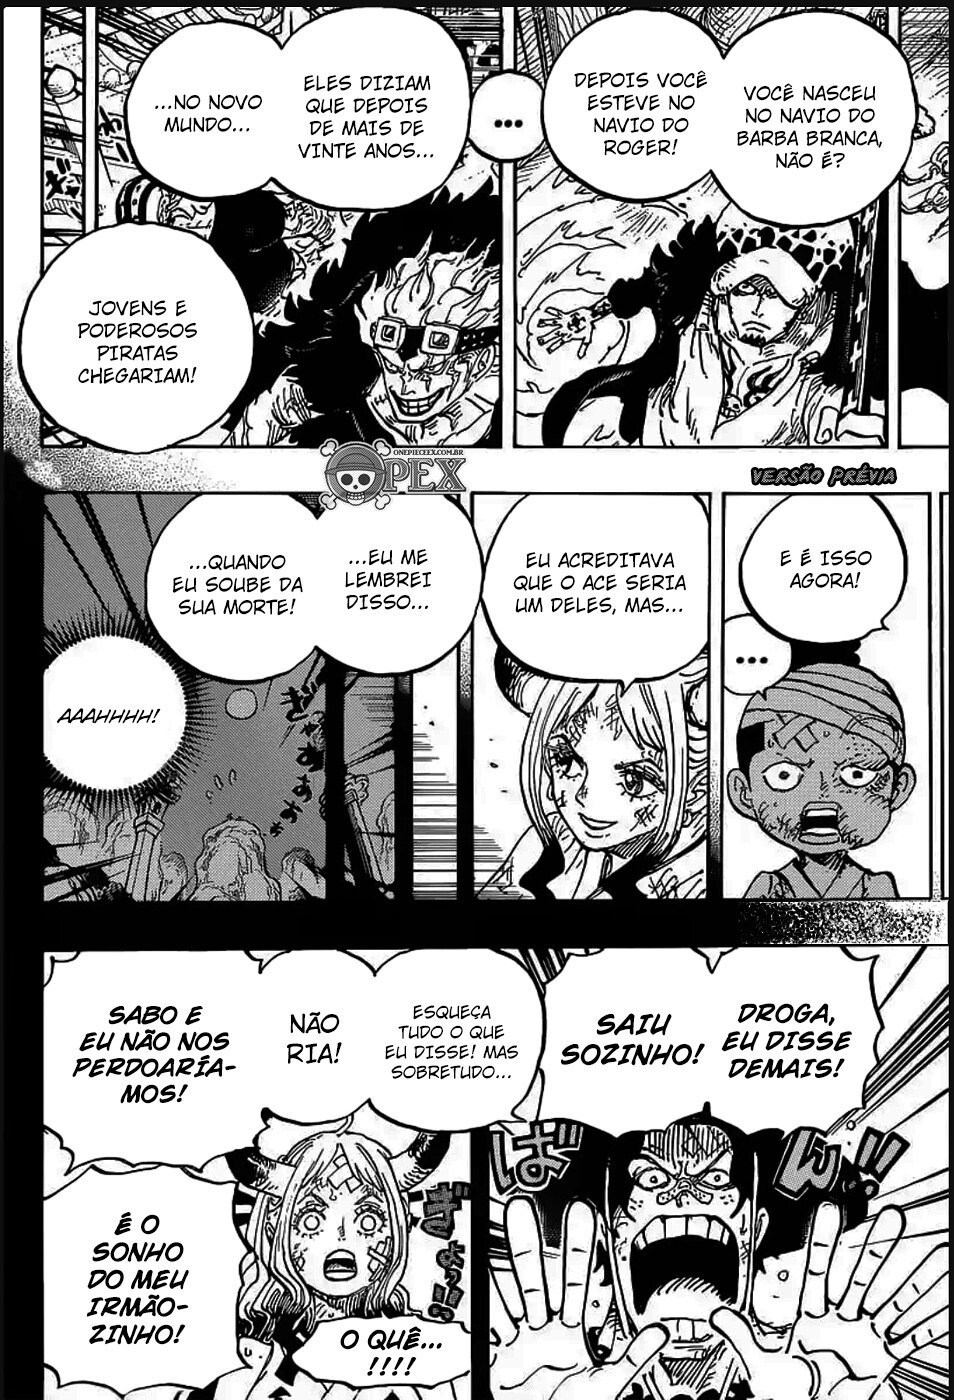 VOCÊ NASCEU
NO NAVIO DO
BARBA BRANCA,
NÃO É?
DEPOIS VOCÊ
ESTEVE NO
NAVIO DO
ROGER!
...
ELES DIZIAM
QUE DEPOIS
DE MAIS DE
VINTE ANOS...
...NO NOVO
MUNDO...
JOVENS E
PODEROSOS
PIRATAS
CHEGARIAM!
ONEPIECEEX.COM.BR
OPEX
VERSÃO PRÉVIA
E É ISSO
AGORA!
...
EU ACREDITAVA
QUE O ACE SERIA
UM DELES, MAS...
...EU ME
LEMBREI
DISSO...
...QUANDO
EU SOUBE DA
SUA MORTE!
AAAHHHH!
DROGA,
EU DISSE
DEMAIS!
SAIU
SOZINHO!
ESQUEÇA
TUDO O QUE
EU DISSE! MAS
SOBRETUDO...
NÃO
RIA!
SABO E
EU NÃO NOS
PERDOARÍA-
MOS!
É O
SONHO
DO MEU
IRMÃO-
ZINHO!
O QUÊ...
!!!!